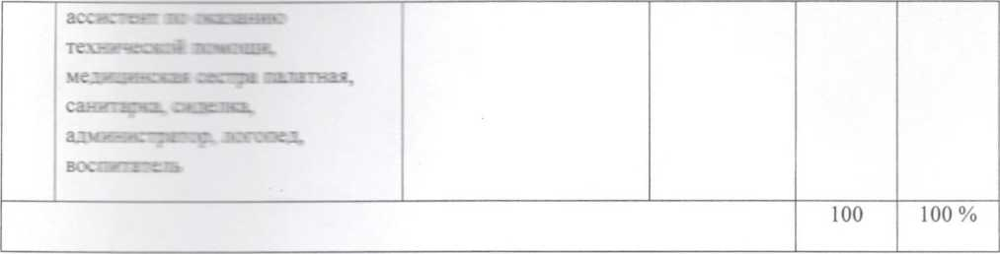 ассистент по оказанию
технической помощи,
медицинская сестра палатная,
санитарка, сиделка,
администратор, логопед,
воспитатель
100 100 %